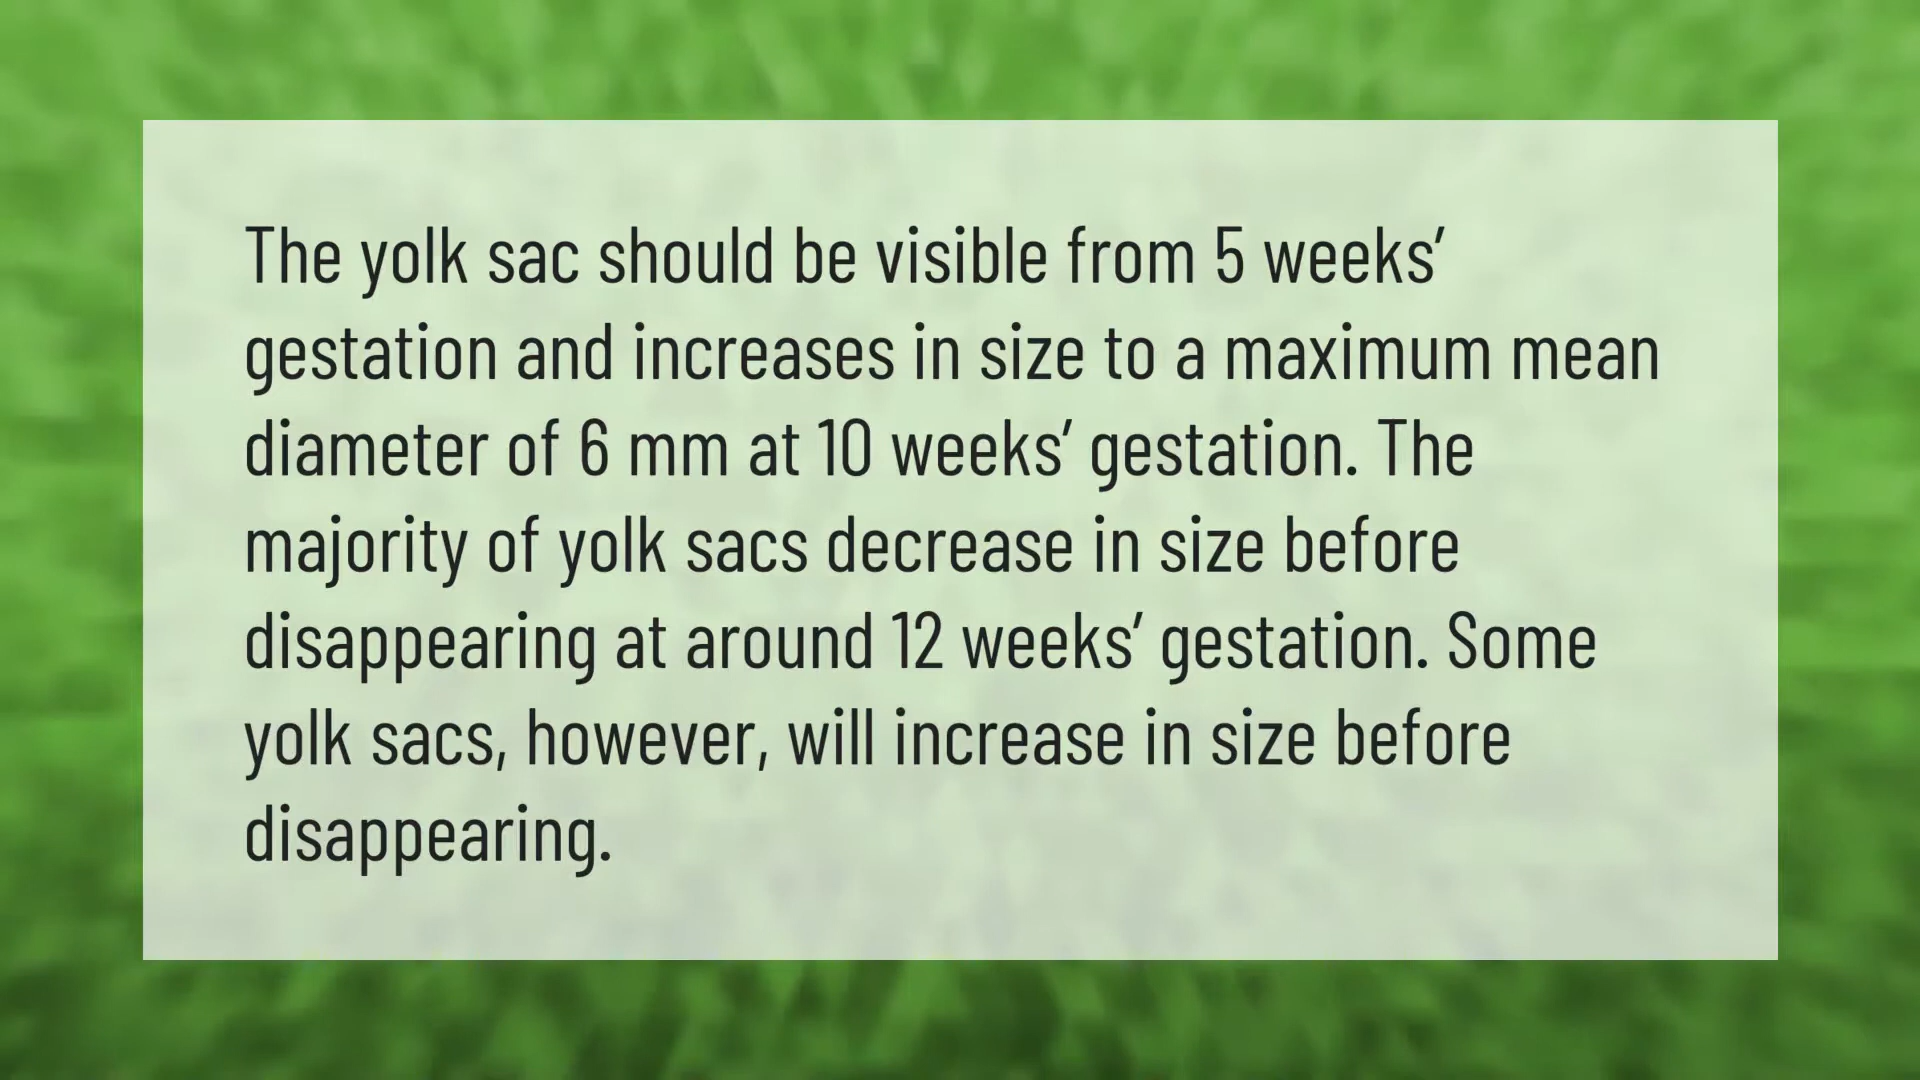 The yolk sac should be visible from 5 weeks’
gestation and increases in size to a maximum mean
diameter of 6 mm at 10 weeks’ gestation. The
majority of yolk sacs decrease in size before
disappearing at around 12 weeks’ gestation. Some
yolk sacs, however, will increase in size before
disappearing.